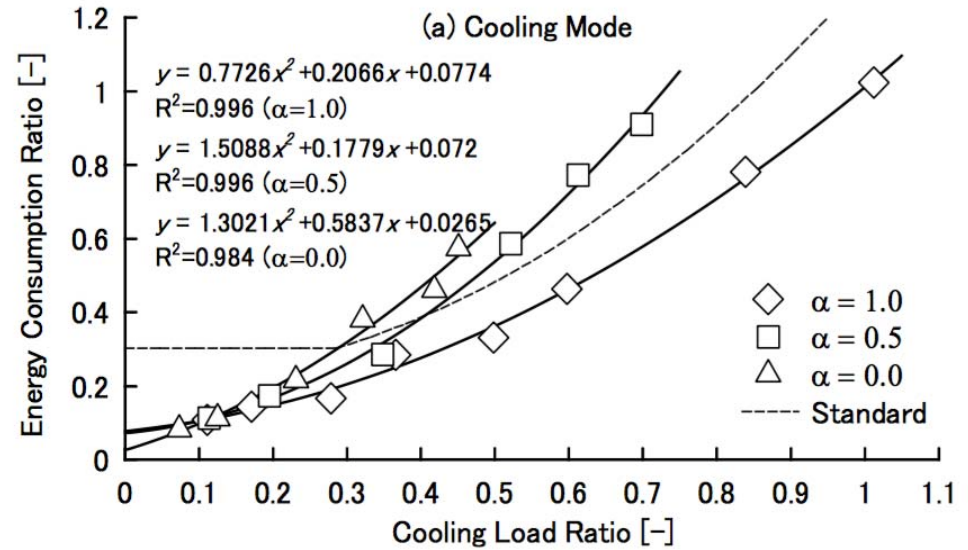 (a) Cooling Mode
y = 0.7726x² +0.2066x +0.0774
R²=0.996 (α=1.0)
y = 1.5088x² +0.1779x +0.072
R²=0.996 (α=0.5)
y = 1.3021x² +0.5837x +0.0265
R²=0.984 (α=0.0)
Energy Consumption Ratio [-]
1.2
1
0.8
0.6
0.4
0.2
0
α = 1.0
α = 0.5
α = 0.0
Standard
0 0.1 0.2 0.3 0.4 0.5 0.6 0.7 0.8 0.9 1 1.1
Cooling Load Ratio [-]